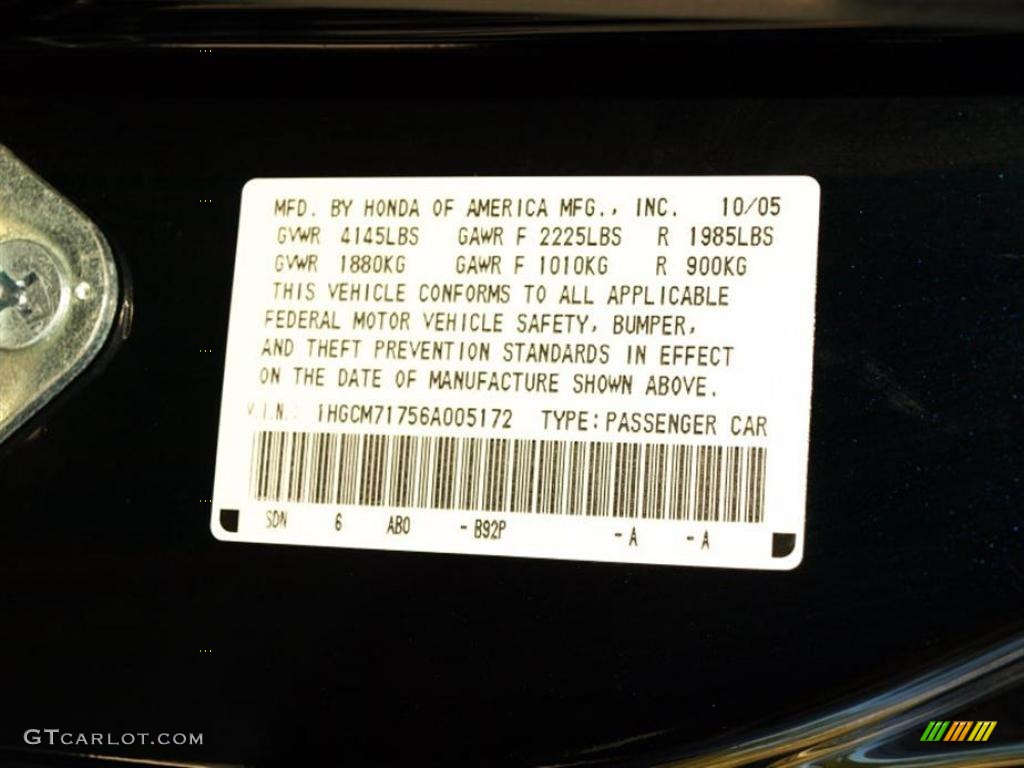 MFD. BY HONDA OF AMERICA MFG., INC. 10/05
GVWR 4145LBS GAWR F 2225LBS R 1985LBS
GVWR 1880KG GAWR F 1010KG R 900KG
THIS VEHICLE CONFORMS TO ALL APPLICABLE
FEDERAL MOTOR VEHICLE SAFETY, BUMPER,
AND THEFT PREVENTION STANDARDS IN EFFECT
ON THE DATE OF MANUFACTURE SHOWN ABOVE.
V.I.N.: 1HGCM71756A005172 TYPE: PASSENGER CAR
SDN 6 AB0 - B92P - A - A
GTCARLOT.COM